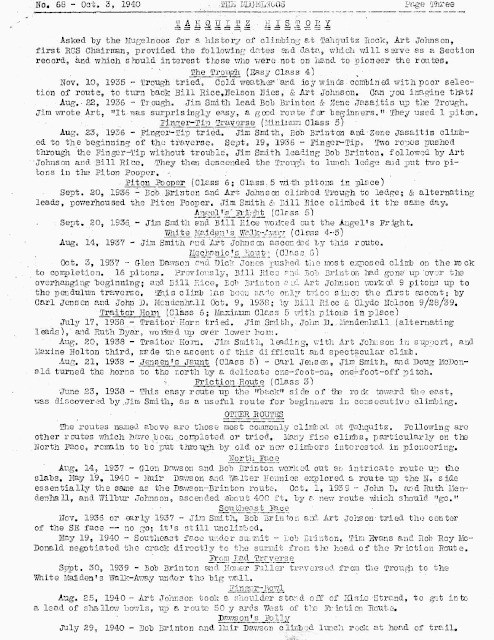 No. 68 - Oct. 3, 1940 THE MUGELNOOS Page Three
TAHQUITZ HISTORY
Asked by the Mugelnoos for a history of climbing at Tahquitz Rock, Art Johnson,
first RCS Chairman, provided the following dates and data, which will serve as a Section
record, and which should interest those who were not on hand to pioneer the routes.
The Trough (Easy Class 4)
Nov. 10, 1935 - Trough tried. Cold weather and icy winds combined with poor selec-
tion of route, to turn back Bill Rice, Nelson Nies, & Art Johnson. Can you imagine that!
Aug. 22, 1936 - Trough. Jim Smith lead Bob Brinton & Zene Jasaitis up the Trough.
Jim wrote Art, "It was surprisingly easy, a good route for beginners." They used 1 piton.
Finger-Tip Traverse (Minimum Class 5)
Aug. 23, 1936 - Finger-Tip tried. Jim Smith, Bob Brinton and Zene Jasaitis climb-
ed to the beginning of the traverse. Sept. 19, 1936 - Finger-Tip. Two ropes pushed
through the Finger-Tip without trouble, Jim Smith leading Bob Brinton, followed by Art
Johnson and Bill Rice. They then descended the Trough to lunch ledge and put two pi-
tons in the Piton Pooper.
Piton Pooper (Class 6; Class 5 with pitons in place)
Sept. 20, 1936 - Bob Brinton and Art Johnson climbed Trough to ledge; & alternating
leads, powerhoused the Piton Pooper. Jim Smith & Bill Rice climbed it the same day.
Angel's Fright (Class 5)
Sept. 20, 1936 - Jim Smith and Bill Rice worked out the Angel's Fright.
White Maiden's Walk-Away (Class 4-5)
Aug. 14, 1937 - Jim Smith and Art Johnson ascended by this route.
Mechanic's Route (Class 5)
Oct. 3, 1937 - Glen Dawson and Dick Jones pushed the most exposed climb on the rock
to completion. 16 pitons. Previously, Bill Rice and Bob Brinton had gone up over the
overhanging beginning; and Bill Rice, Bob Brinton and Art Johnson worked 9 pitons up to
the pendulum traverse. This climb has been made only twice since the first ascent; by
Carl Jensen and John D. Mendenhall Oct. 9, 1938; by Bill Rice & Clyde Nelson 9/28/39.
Traitor Horn (Class 6; Maximum Class 5 with pitons in place)
July 17, 1938 - Traitor Horn tried. Jim Smith, John D. Mendenhall (alternating
leads), and Ruth Dyar, worked up over lower horn.
Aug. 20, 1938 - Traitor Horn. Jim Smith, leading, with Art Johnson in support, and
Maxine Holton third, made the ascent of this difficult and spectacular climb.
Aug. 21, 1938 - Jensen's Jaunt (Class 5) - Carl Jensen, Jim Smith, and Doug McDon-
ald turned the horns to the north by a delicate one-foot-on, one-foot-off pitch.
Friction Route (Class 3)
June 23, 1938 - This easy route up the "back" side of the rock toward the east,
was discovered by Jim Smith, as a useful route for beginners in consecutive climbing.
OTHER ROUTES
The routes named above are those most commonly climbed at Tahquitz. Following are
other routes which have been completed or tried. Many fine climbs, particularly on the
North Face, remain to be put through by old or new climbers interested in pioneering.
North Face
Aug. 14, 1937 - Glen Dawson and Bob Brinton worked out an intricate route up the
slabs. May 19, 1940 - Muir Dawson and Walter Hennies explored a route up the N. side
essentially the same as the Dawson-Brinton route. Oct. 1, 1939 - John D. and Ruth Men-
denhall, and Wilbur Johnson, ascended about 400 ft. by a new route which should "go."
Southeast Face
Nov. 1936 or early 1937 - Jim Smith, Bob Brinton and Art Johnson tried the center
of the SE face -- no go; it's still unclimbed.
May 19, 1940 - Southeast face under summit - Bob Brinton, Tim Evans and Rob Roy Mc-
Donald negotiated the crack directly to the summit from the head of the Friction Route.
From Lad Traverse
Sept. 30, 1939 - Bob Brinton and Homer Fuller traversed from the Trough to the
White Maiden's Walk-Away under the big wall.
Finger-Bowl
Aug. 25, 1940 - Art Johnson took a shoulder stand off of Elsie Strand, to get into
a lead of shallow bowls, up a route 50 yards West of the Friction Route.
Dawson's Folly
July 29, 1940 - Bob Brinton and Muir Dawson climbed lunch rock at head of trail.